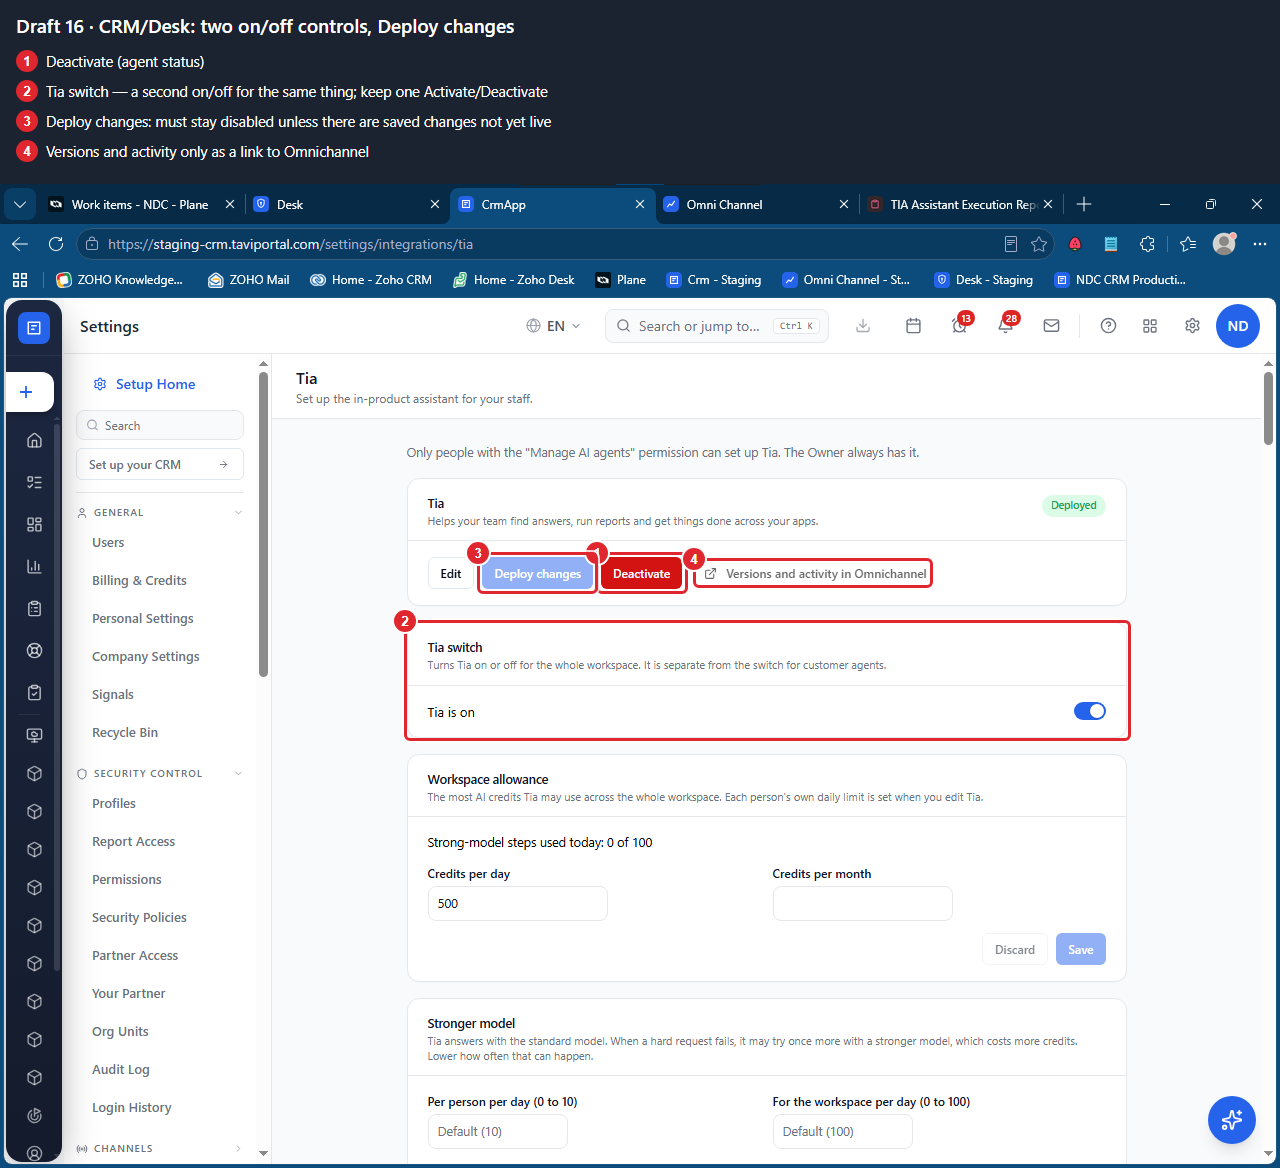 Draft 16 · CRM/Desk: two on/off controls, Deploy changes
1 Deactivate (agent status)
2 Tia switch — a second on/off for the same thing; keep one Activate/Deactivate
3 Deploy changes: must stay disabled unless there are saved changes not yet live
4 Versions and activity only as a link to Omnichannel
Work items - NDC - Plane
Desk
CrmApp
Omni Channel
TIA Assistant Execution Rep
https://staging-crm.taviportal.com/settings/integrations/tia
ZOHO Knowledge...
ZOHO Mail
Home - Zoho CRM
Home - Zoho Desk
Plane
Crm - Staging
Omni Channel - St...
Desk - Staging
NDC CRM Producti...
Settings
EN
Search or jump to...
Ctrl K
13
28
ND
Setup Home
Search
Set up your CRM
GENERAL
Users
Billing & Credits
Personal Settings
Company Settings
Signals
Recycle Bin
SECURITY CONTROL
Profiles
Report Access
Permissions
Security Policies
Partner Access
Your Partner
Org Units
Audit Log
Login History
CHANNELS
Tia
Set up the in-product assistant for your staff.
Only people with the "Manage AI agents" permission can set up Tia. The Owner always has it.
Tia
Helps your team find answers, run reports and get things done across your apps.
Deployed
Edit
3
Deploy changes
1
Deactivate
4
Versions and activity in Omnichannel
2
Tia switch
Turns Tia on or off for the whole workspace. It is separate from the switch for customer agents.
Tia is on
Workspace allowance
The most AI credits Tia may use across the whole workspace. Each person's own daily limit is set when you edit Tia.
Strong-model steps used today: 0 of 100
Credits per day
Credits per month
500
Discard
Save
Stronger model
Tia answers with the standard model. When a hard request fails, it may try once more with a stronger model, which costs more credits.
Lower how often that can happen.
Per person per day (0 to 10)
For the workspace per day (0 to 100)
Default (10)
Default (100)